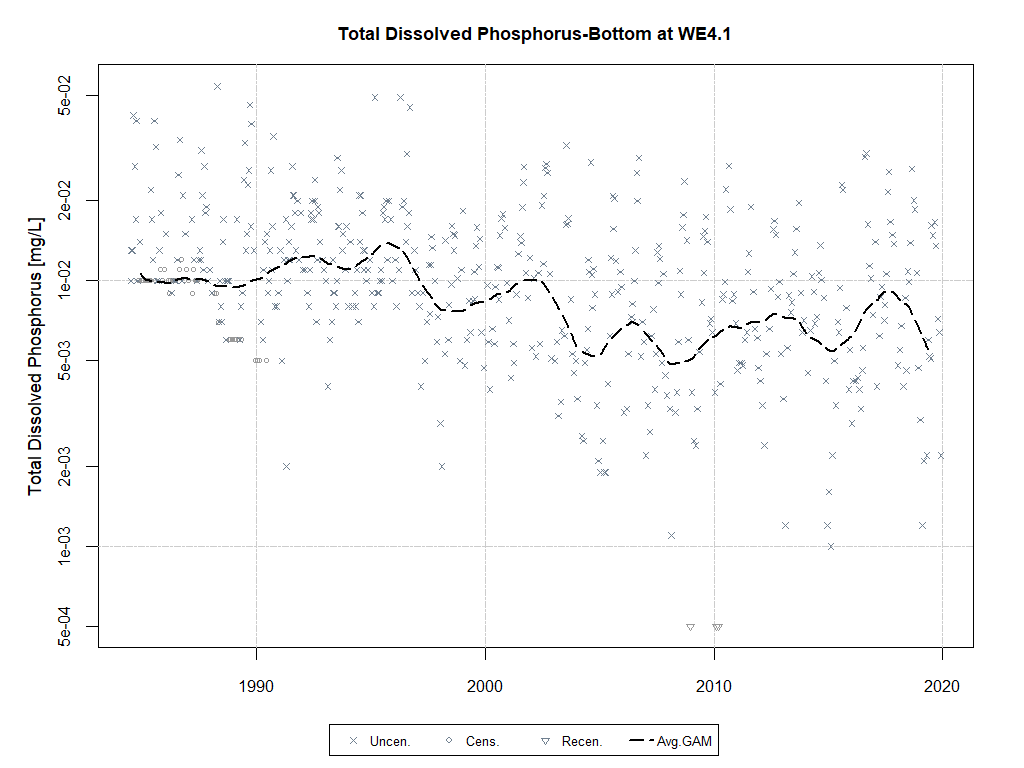 Total Dissolved Phosphorus-Bottom at WE4.1
Total Dissolved Phosphorus [mg/L]
5e-02
2e-02
1e-02
5e-03
2e-03
1e-03
5e-04
1990 2000 2010 2020
Uncen. Cens. Recen. Avg.GAM